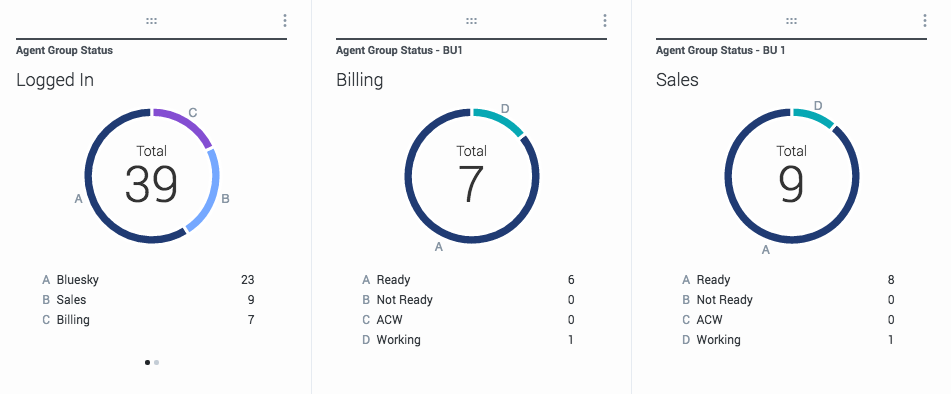 Agent Group Status
Logged In
C
Total
39
A
B
A Bluesky 23
B Sales 9
C Billing 7
Agent Group Status - BU1
Billing
D
Total
7
A
A Ready 6
B Not Ready 0
C ACW 0
D Working 1
Agent Group Status - BU 1
Sales
D
Total
9
A
A Ready 8
B Not Ready 0
C ACW 0
D Working 1